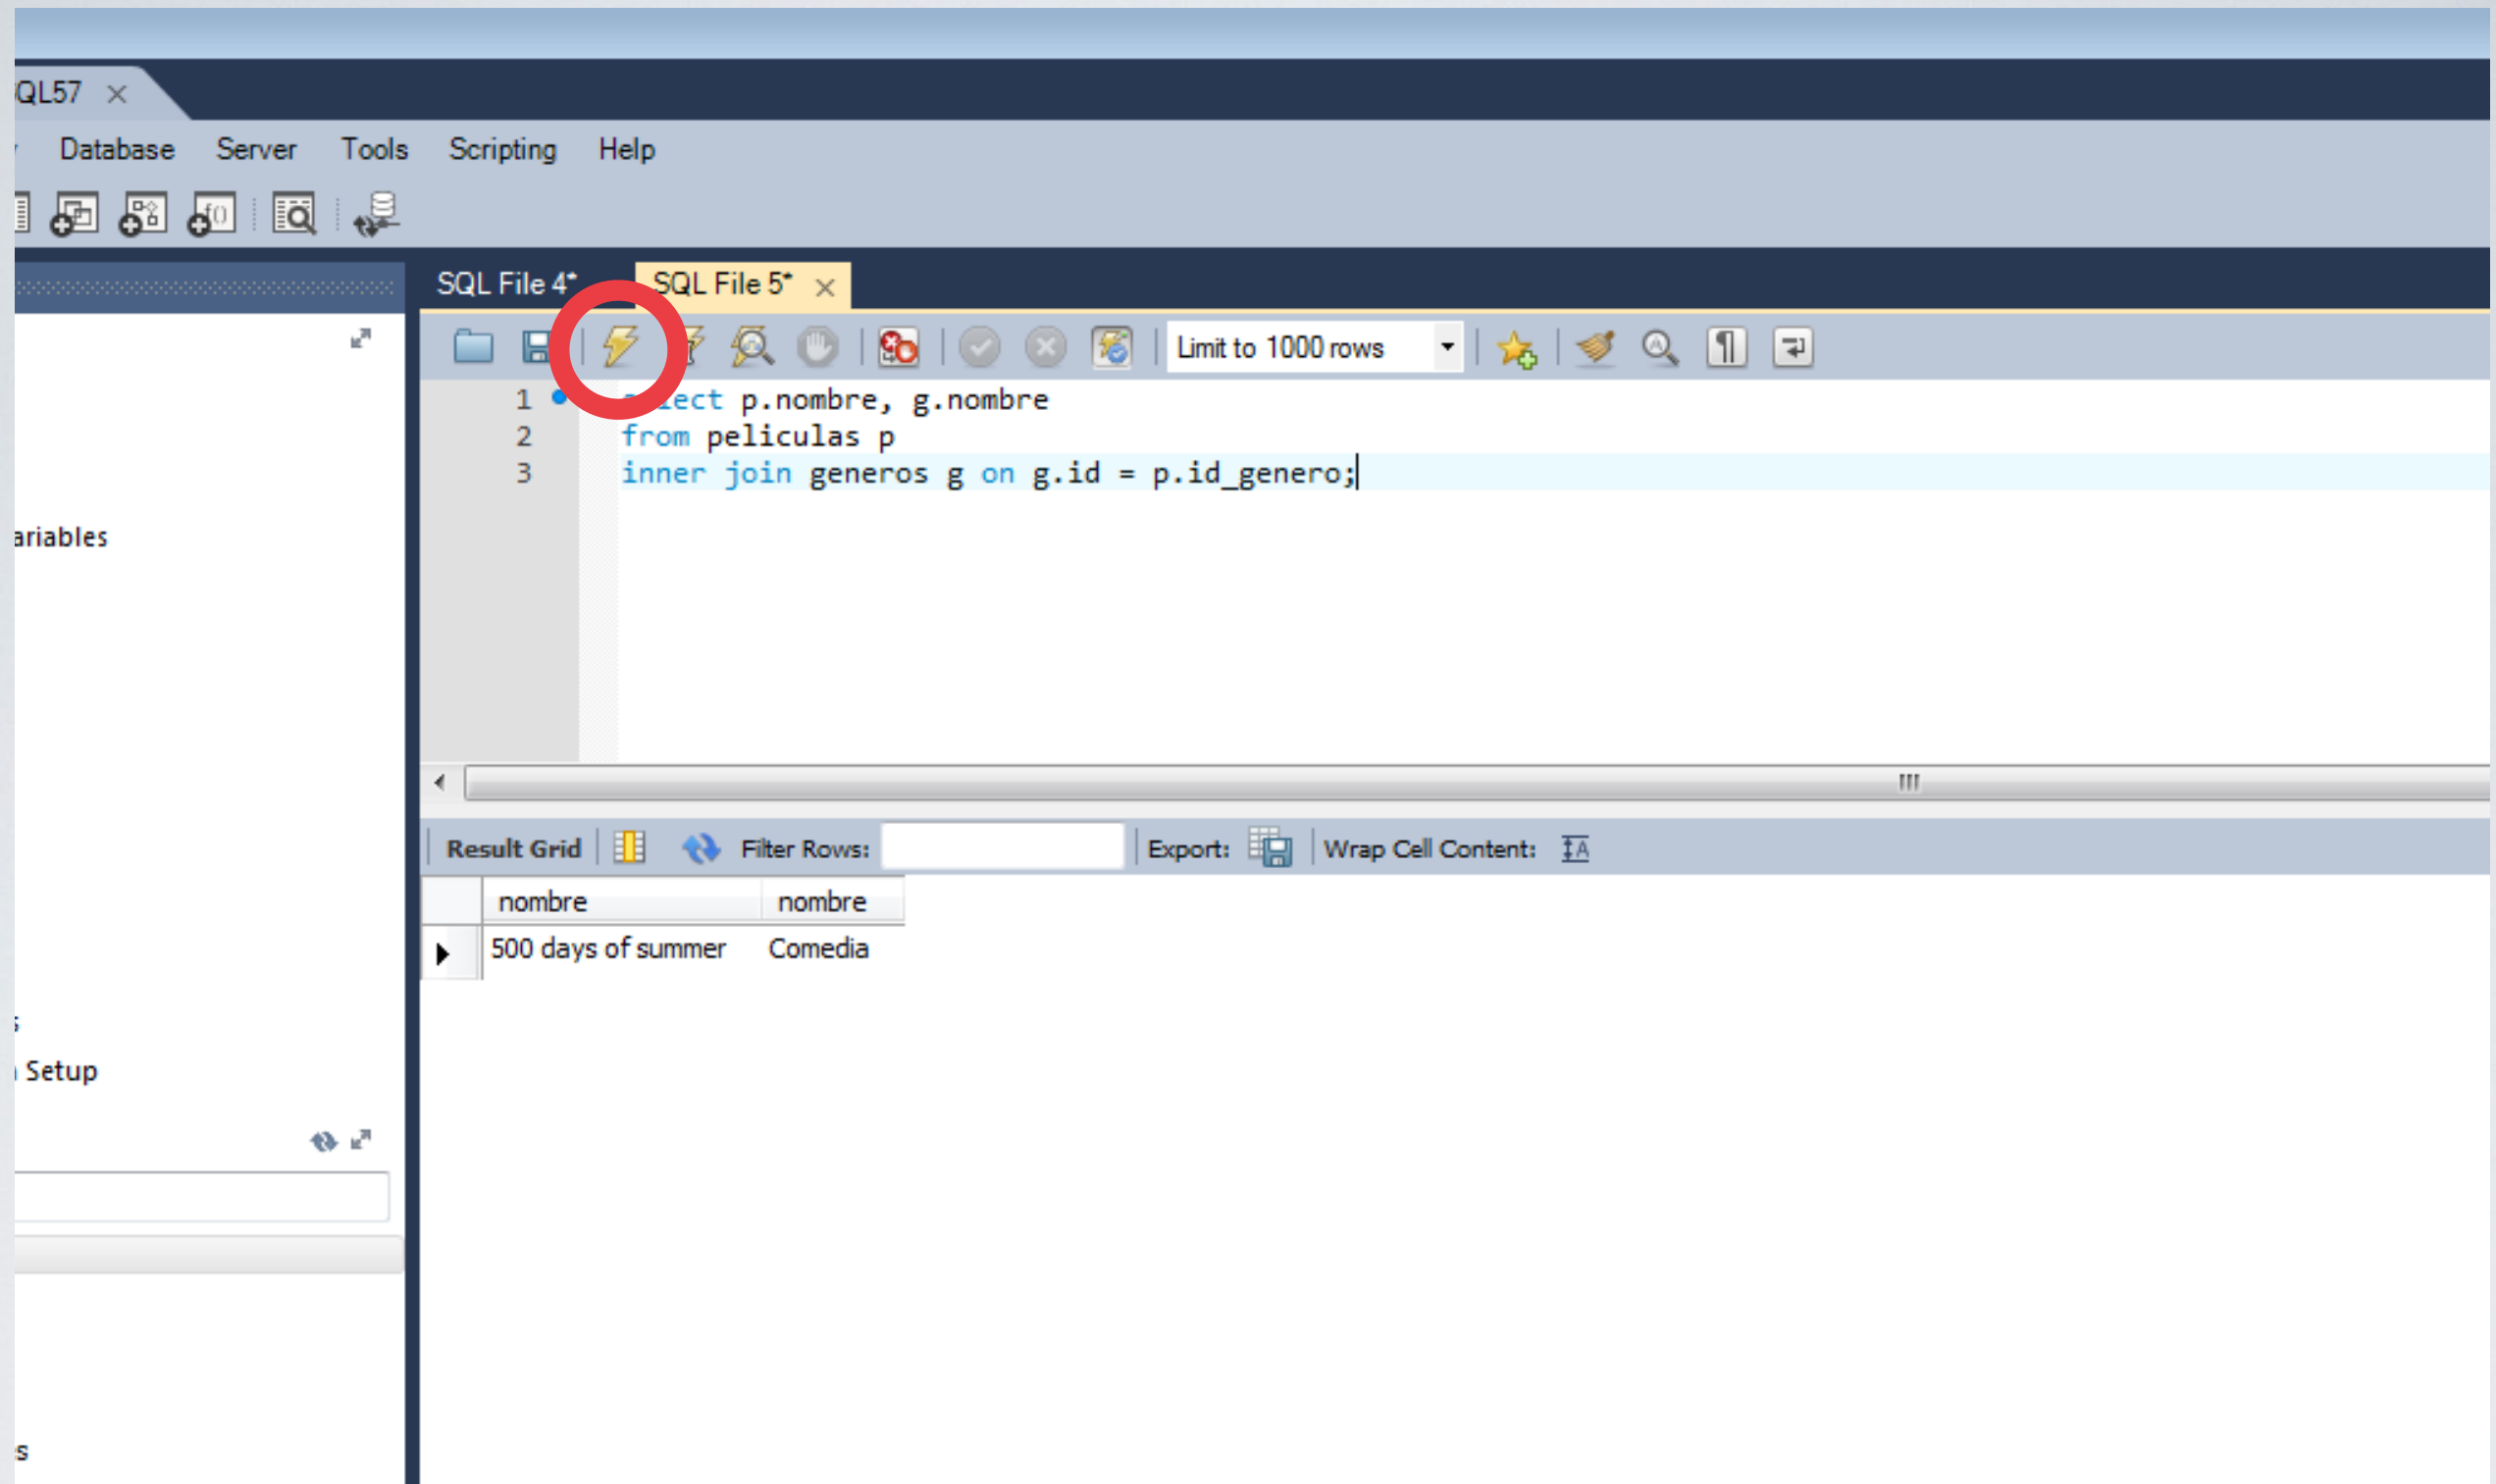 QL57
Database Server Tools Scripting Help
SQL File 4* SQL File 5*
Limit to 1000 rows
1 select p.nombre, g.nombre
2 from peliculas p
3 inner join generos g on g.id = p.id_genero;
ariables
Result Grid Filter Rows: Export: Wrap Cell Content:
nombre nombre
500 days of summer Comedia
s
Setup
s